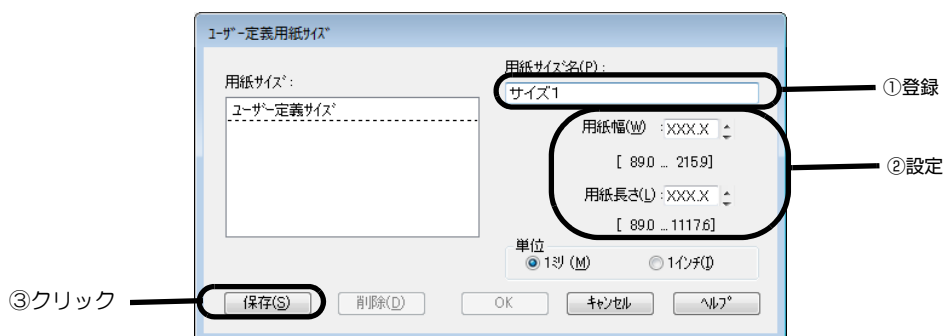 ﾕｰｻﾞｰ定義用紙ｻｲｽﾞ
用紙ｻｲｽﾞ:
ﾕｰｻﾞｰ定義ｻｲｽﾞ
用紙ｻｲｽﾞ名(P):
サイズ1
①登録
用紙幅(W) :XXX.X
[ 89.0 ... 215.9]
②設定
用紙長さ(L):XXX.X
[ 89.0 ...1117.6]
単位
1ﾐﾘ (M) 1ｲﾝﾁ(I)
③クリック
保存(S) 削除(D) OK ｷｬﾝｾﾙ ﾍﾙﾌﾟ